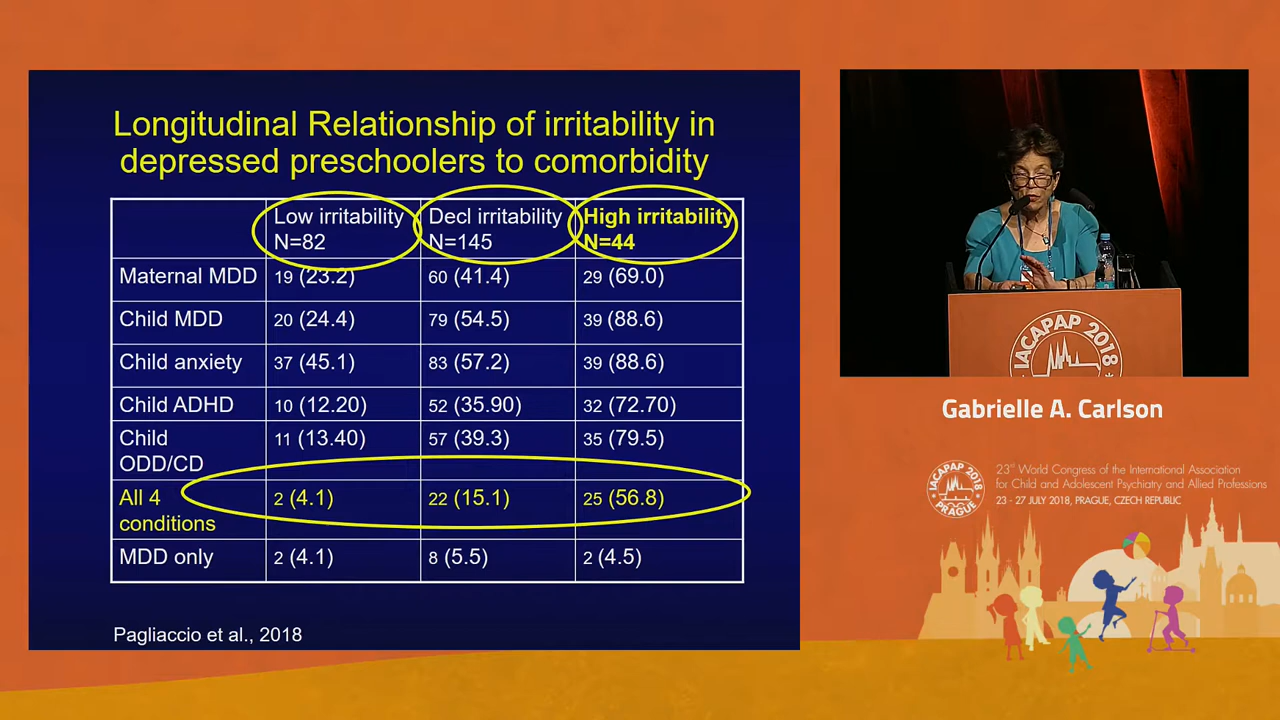 Longitudinal Relationship of irritability in
depressed preschoolers to comorbidity
Low irritability Decl irritability High irritability
N=82 N=145 N=44
Maternal MDD 19 (23.2) 60 (41.4) 29 (69.0)
Child MDD 20 (24.4) 79 (54.5) 39 (88.6)
Child anxiety 37 (45.1) 83 (57.2) 39 (88.6)
Child ADHD 10 (12.20) 52 (35.90) 32 (72.70)
Child 11 (13.40) 57 (39.3) 35 (79.5)
ODD/CD
All 4 2 (4.1) 22 (15.1) 25 (56.8)
conditions
MDD only 2 (4.1) 8 (5.5) 2 (4.5)
Pagliaccio et al., 2018
IACAPAP 2018
Gabrielle A. Carlson
IACAPAP 2018
PRAGUE
23rd World Congress of the International Association
for Child and Adolescent Psychiatry and Allied Professions
23 - 27 JULY 2018, PRAGUE, CZECH REPUBLIC